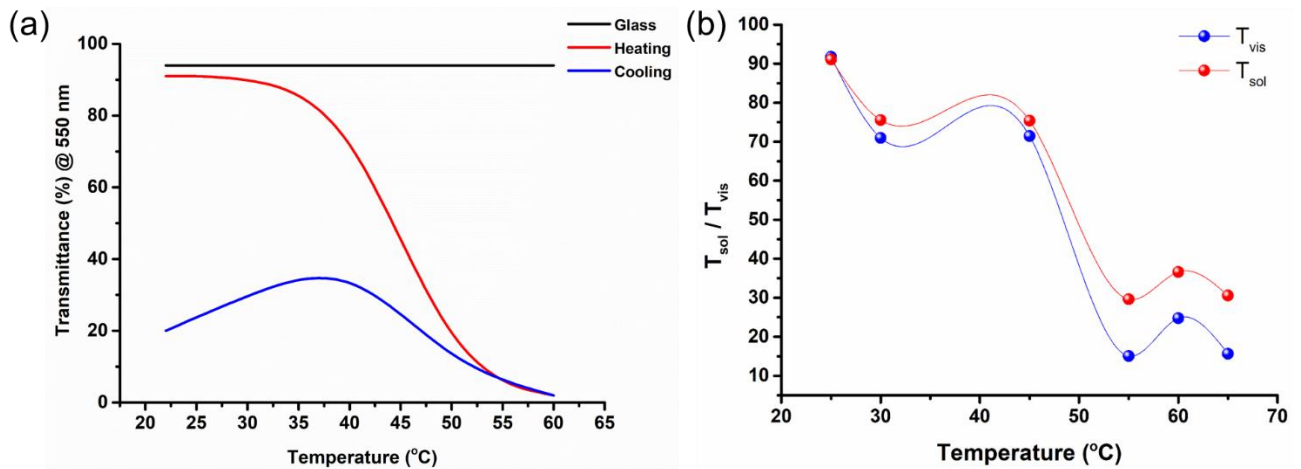 (a)
Glass
Heating
Cooling
Transmittance (%) @ 550 nm
100
80
60
40
20
0
20 25 30 35 40 45 50 55 60 65
Temperature (°C)
(b)
T_vis
T_sol
T_sol / T_vis
100
90
80
70
60
50
40
30
20
10
20 30 40 50 60 70
Temperature (°C)